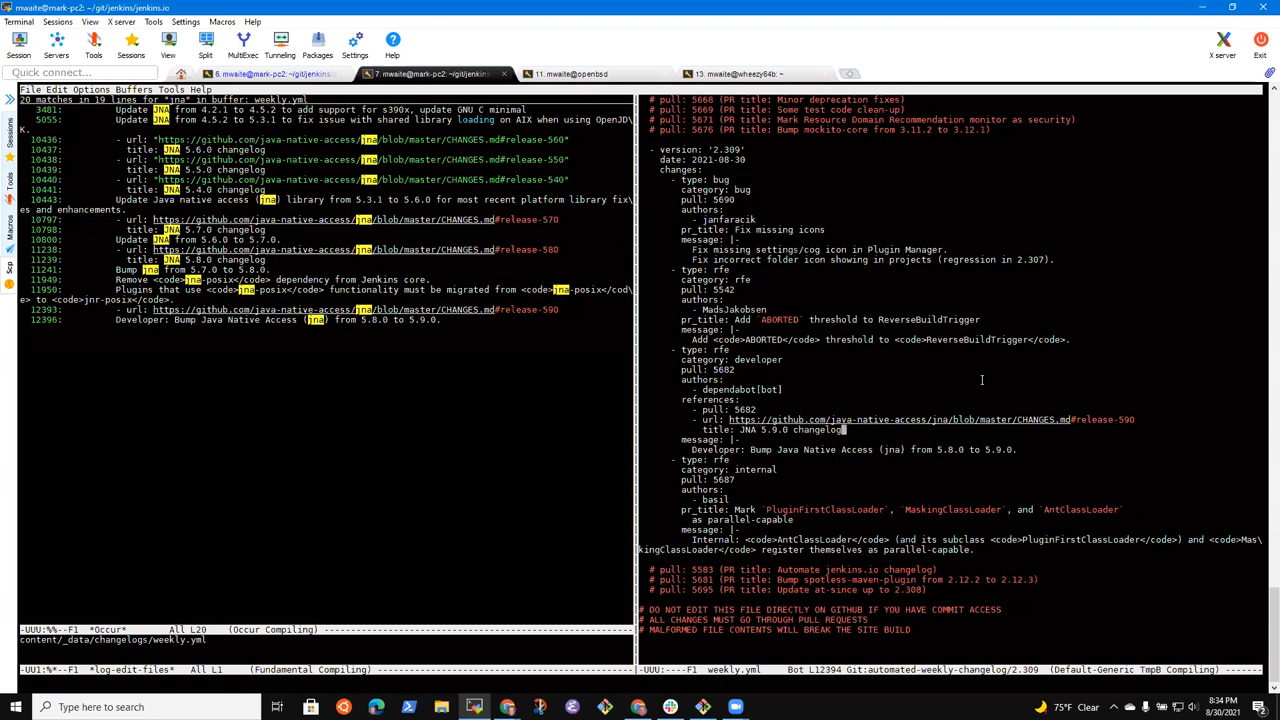 mwaite@mark-pc2: ~/git/jenkins/jenkins.io
Terminal Sessions View X server Tools Settings Macros Help
Session Servers Tools Sessions View Split MultiExec Tunneling Packages Settings Help X server Exit
Quick connect... 6. mwaite@mark-pc2: ~/git/jenkins/ 7. mwaite@mark-pc2: ~/git/jenkins 11. mwaite@openbsd 13. mwaite@wheezy64b: ~
File Edit Options Buffers Tools Help
20 matches in 19 lines for "jna" in buffer: weekly.yml
3481: Update JNA from 4.2.1 to 4.5.2 to add support for s390x, update GNU C minimal
5055: Update JNA from 4.5.2 to 5.3.1 to fix issue with shared library loading on AIX when using OpenJD\
K.
10436: - url: "https://github.com/java-native-access/jna/blob/master/CHANGES.md#release-560"
10437: title: JNA 5.6.0 changelog
10438: - url: "https://github.com/java-native-access/jna/blob/master/CHANGES.md#release-550"
10439: title: JNA 5.5.0 changelog
10440: - url: "https://github.com/java-native-access/jna/blob/master/CHANGES.md#release-540"
10441: title: JNA 5.4.0 changelog
10443: Update Java native access (jna) library from 5.3.1 to 5.6.0 for most recent platform library fix\
es and enhancements.
10797: - url: https://github.com/java-native-access/jna/blob/master/CHANGES.md#release-570
10798: title: JNA 5.7.0 changelog
10800: Update JNA from 5.6.0 to 5.7.0.
11238: - url: https://github.com/java-native-access/jna/blob/master/CHANGES.md#release-580
11239: title: JNA 5.8.0 changelog
11241: Bump jna from 5.7.0 to 5.8.0.
11949: Remove <code>jna-posix</code> dependency from Jenkins core.
11950: Plugins that use <code>jna-posix</code> functionality must be migrated from <code>jna-posix</cod\
e> to <code>jnr-posix</code>.
12393: - url: https://github.com/java-native-access/jna/blob/master/CHANGES.md#release-590
12396: Developer: Bump Java Native Access (jna) from 5.8.0 to 5.9.0.
-UUU:%%--F1 *Occur* All L20 (Occur Compiling)
content/_data/changelogs/weekly.yml
-UU1:%*--F1 *log-edit-files* All L1 (Fundamental Compiling)
# pull: 5668 (PR title: Minor deprecation fixes)
# pull: 5669 (PR title: Some test code clean-up)
# pull: 5671 (PR title: Mark Resource Domain Recommendation monitor as security)
# pull: 5676 (PR title: Bump mockito-core from 3.11.2 to 3.12.1)
- version: '2.309'
date: 2021-08-30
changes:
- type: bug
category: bug
pull: 5690
authors:
- janfaracik
pr_title: Fix missing icons
message: |-
Fix missing settings/cog icon in Plugin Manager.
Fix incorrect folder icon showing in projects (regression in 2.307).
- type: rfe
category: rfe
pull: 5542
authors:
- MadsJakobsen
pr_title: Add `ABORTED` threshold to ReverseBuildTrigger
message: |-
Add <code>ABORTED</code> threshold to <code>ReverseBuildTrigger</code>.
- type: rfe
category: developer
pull: 5682
authors:
- dependabot[bot]
references:
- pull: 5682
- url: https://github.com/java-native-access/jna/blob/master/CHANGES.md#release-590
title: JNA 5.9.0 changelog
message: |-
Developer: Bump Java Native Access (jna) from 5.8.0 to 5.9.0.
- type: rfe
category: internal
pull: 5687
authors:
- basil
pr_title: Mark `PluginFirstClassLoader`, `MaskingClassLoader`, and `AntClassLoader`
as parallel-capable
message: |-
Internal: <code>AntClassLoader</code> (and its subclass <code>PluginFirstClassLoader</code>) and <code>Mas\
kingClassLoader</code> register themselves as parallel-capable.
# pull: 5583 (PR title: Automate jenkins.io changelog)
# pull: 5681 (PR title: Bump spotless-maven-plugin from 2.12.2 to 2.12.3)
# pull: 5695 (PR title: Update at-since up to 2.308)
# DO NOT EDIT THIS FILE DIRECTLY ON GITHUB IF YOU HAVE COMMIT ACCESS
# ALL CHANGES MUST GO THROUGH PULL REQUESTS
# MALFORMED FILE CONTENTS WILL BREAK THE SITE BUILD
-UUU:----F1 weekly.yml Bot L12394 Git:automated-weekly-changelog/2.309 (Default-Generic TmpB Compiling)
Sessions
Tools
Macros
Scp
Type here to search
75°F Clear
8:34 PM
8/30/2021